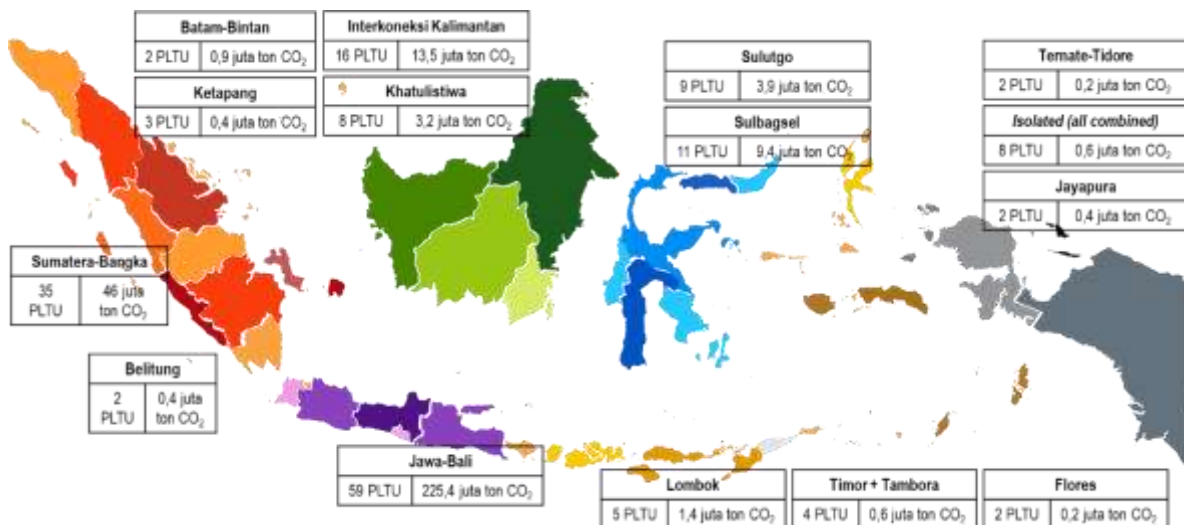 Batam-Bintan
2 PLTU 0,9 juta ton CO₂
Interkoneksi Kalimantan
16 PLTU 13,5 juta ton CO₂
Ketapang
3 PLTU 0,4 juta ton CO₂
Khatulistiwa
8 PLTU 3,2 juta ton CO₂
Sulutgo
9 PLTU 3,9 juta ton CO₂
Sulbagsel
11 PLTU 9,4 juta ton CO₂
Ternate-Tidore
2 PLTU 0,2 juta ton CO₂
Isolated (all combined)
8 PLTU 0,6 juta ton CO₂
Jayapura
2 PLTU 0,4 juta ton CO₂
Sumatera-Bangka
35 46 juta
PLTU ton CO₂
Belitung
2 0,4 juta
PLTU ton CO₂
Jawa-Bali
59 PLTU 225,4 juta ton CO₂
Lombok
5 PLTU 1,4 juta ton CO₂
Timor + Tambora
4 PLTU 0,6 juta ton CO₂
Flores
2 PLTU 0,2 juta ton CO₂